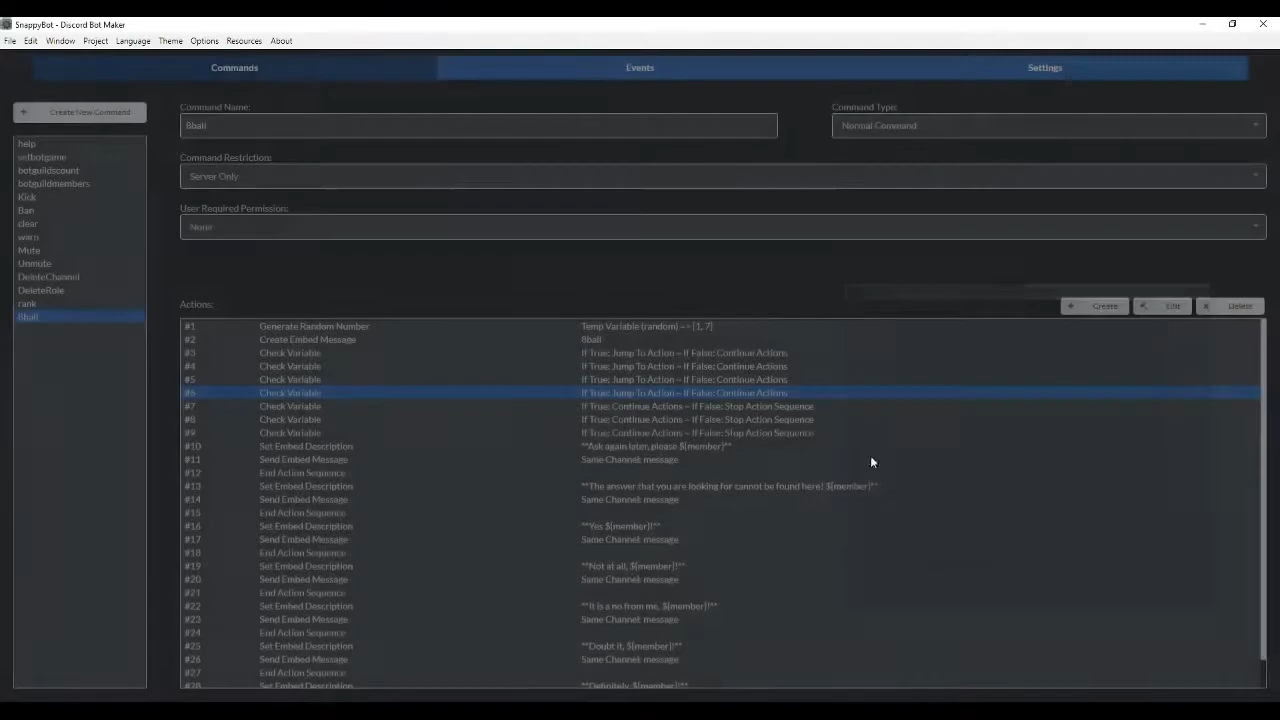 SnappyBot - Discord Bot Maker
File Edit Window Project Language Theme Options Resources About
Commands Events Settings
+ Create New Command
help
setbotgame
botguildscount
botguildmembers
Kick
Ban
clear
warn
Mute
Unmute
DeleteChannel
DeleteRole
rank
8ball
Command Name:
8ball
Command Type:
Normal Command
Command Restriction:
Server Only
User Required Permission:
None
Actions:
+ Create Edit x Delete
#1 Generate Random Number Temp Variable (random) ~> [1, 7]
#2 Create Embed Message 8ball
#3 Check Variable If True: Jump To Action ~ If False: Continue Actions
#4 Check Variable If True: Jump To Action ~ If False: Continue Actions
#5 Check Variable If True: Jump To Action ~ If False: Continue Actions
#6 Check Variable If True: Jump To Action ~ If False: Continue Actions
#7 Check Variable If True: Continue Actions ~ If False: Stop Action Sequence
#8 Check Variable If True: Continue Actions ~ If False: Stop Action Sequence
#9 Check Variable If True: Continue Actions ~ If False: Stop Action Sequence
#10 Set Embed Description **Ask again later, please ${member}**
#11 Send Embed Message Same Channel: message
#12 End Action Sequence
#13 Set Embed Description **The answer that you are looking for cannot be found here! ${member}**
#14 Send Embed Message Same Channel: message
#15 End Action Sequence
#16 Set Embed Description **Yes ${member}!**
#17 Send Embed Message Same Channel: message
#18 End Action Sequence
#19 Set Embed Description **Not at all, ${member}!**
#20 Send Embed Message Same Channel: message
#21 End Action Sequence
#22 Set Embed Description **It is a no from me, ${member}!**
#23 Send Embed Message Same Channel: message
#24 End Action Sequence
#25 Set Embed Description **Doubt it, ${member}!**
#26 Send Embed Message Same Channel: message
#27 End Action Sequence
#28 Set Embed Description **Definitely, ${member}!**